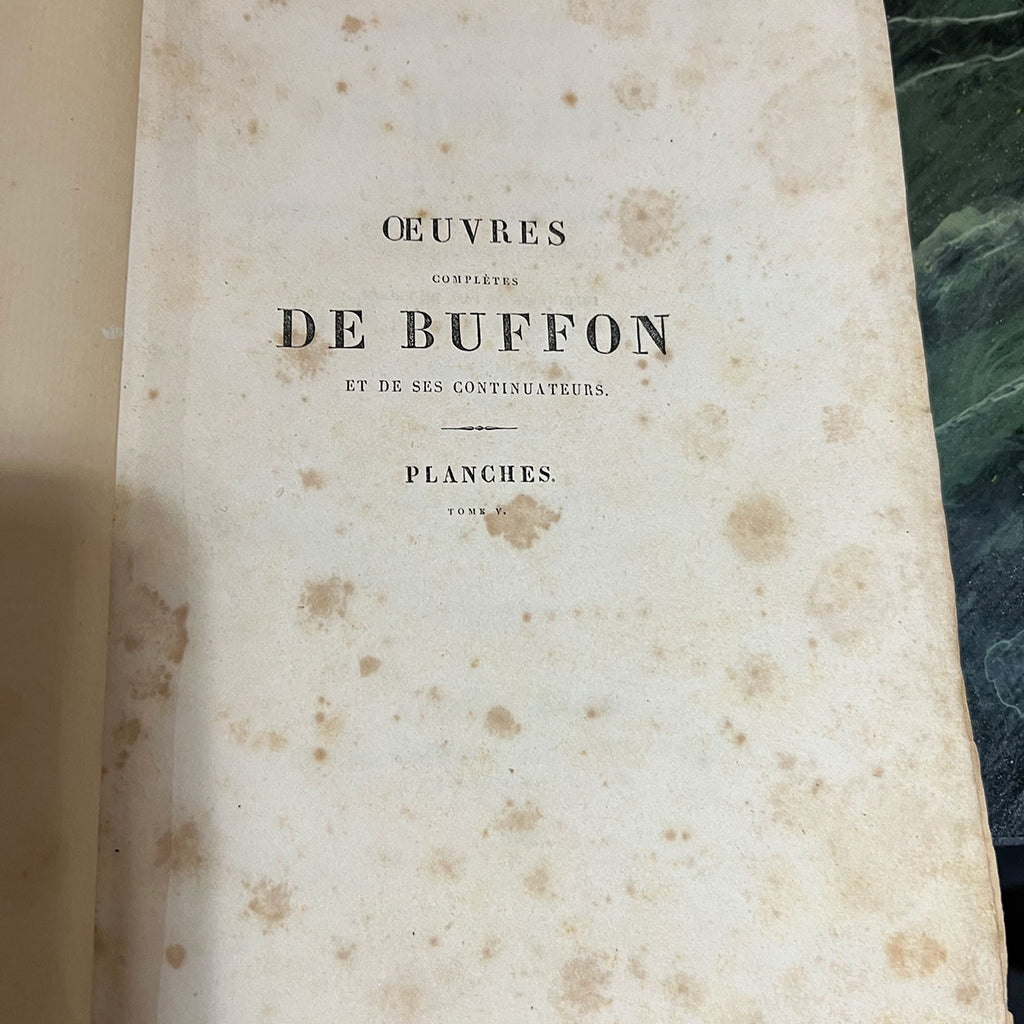 ŒUVRES
COMPLÈTES
DE BUFFON
ET DE SES CONTINUATEURS.
PLANCHES.
TOME V.